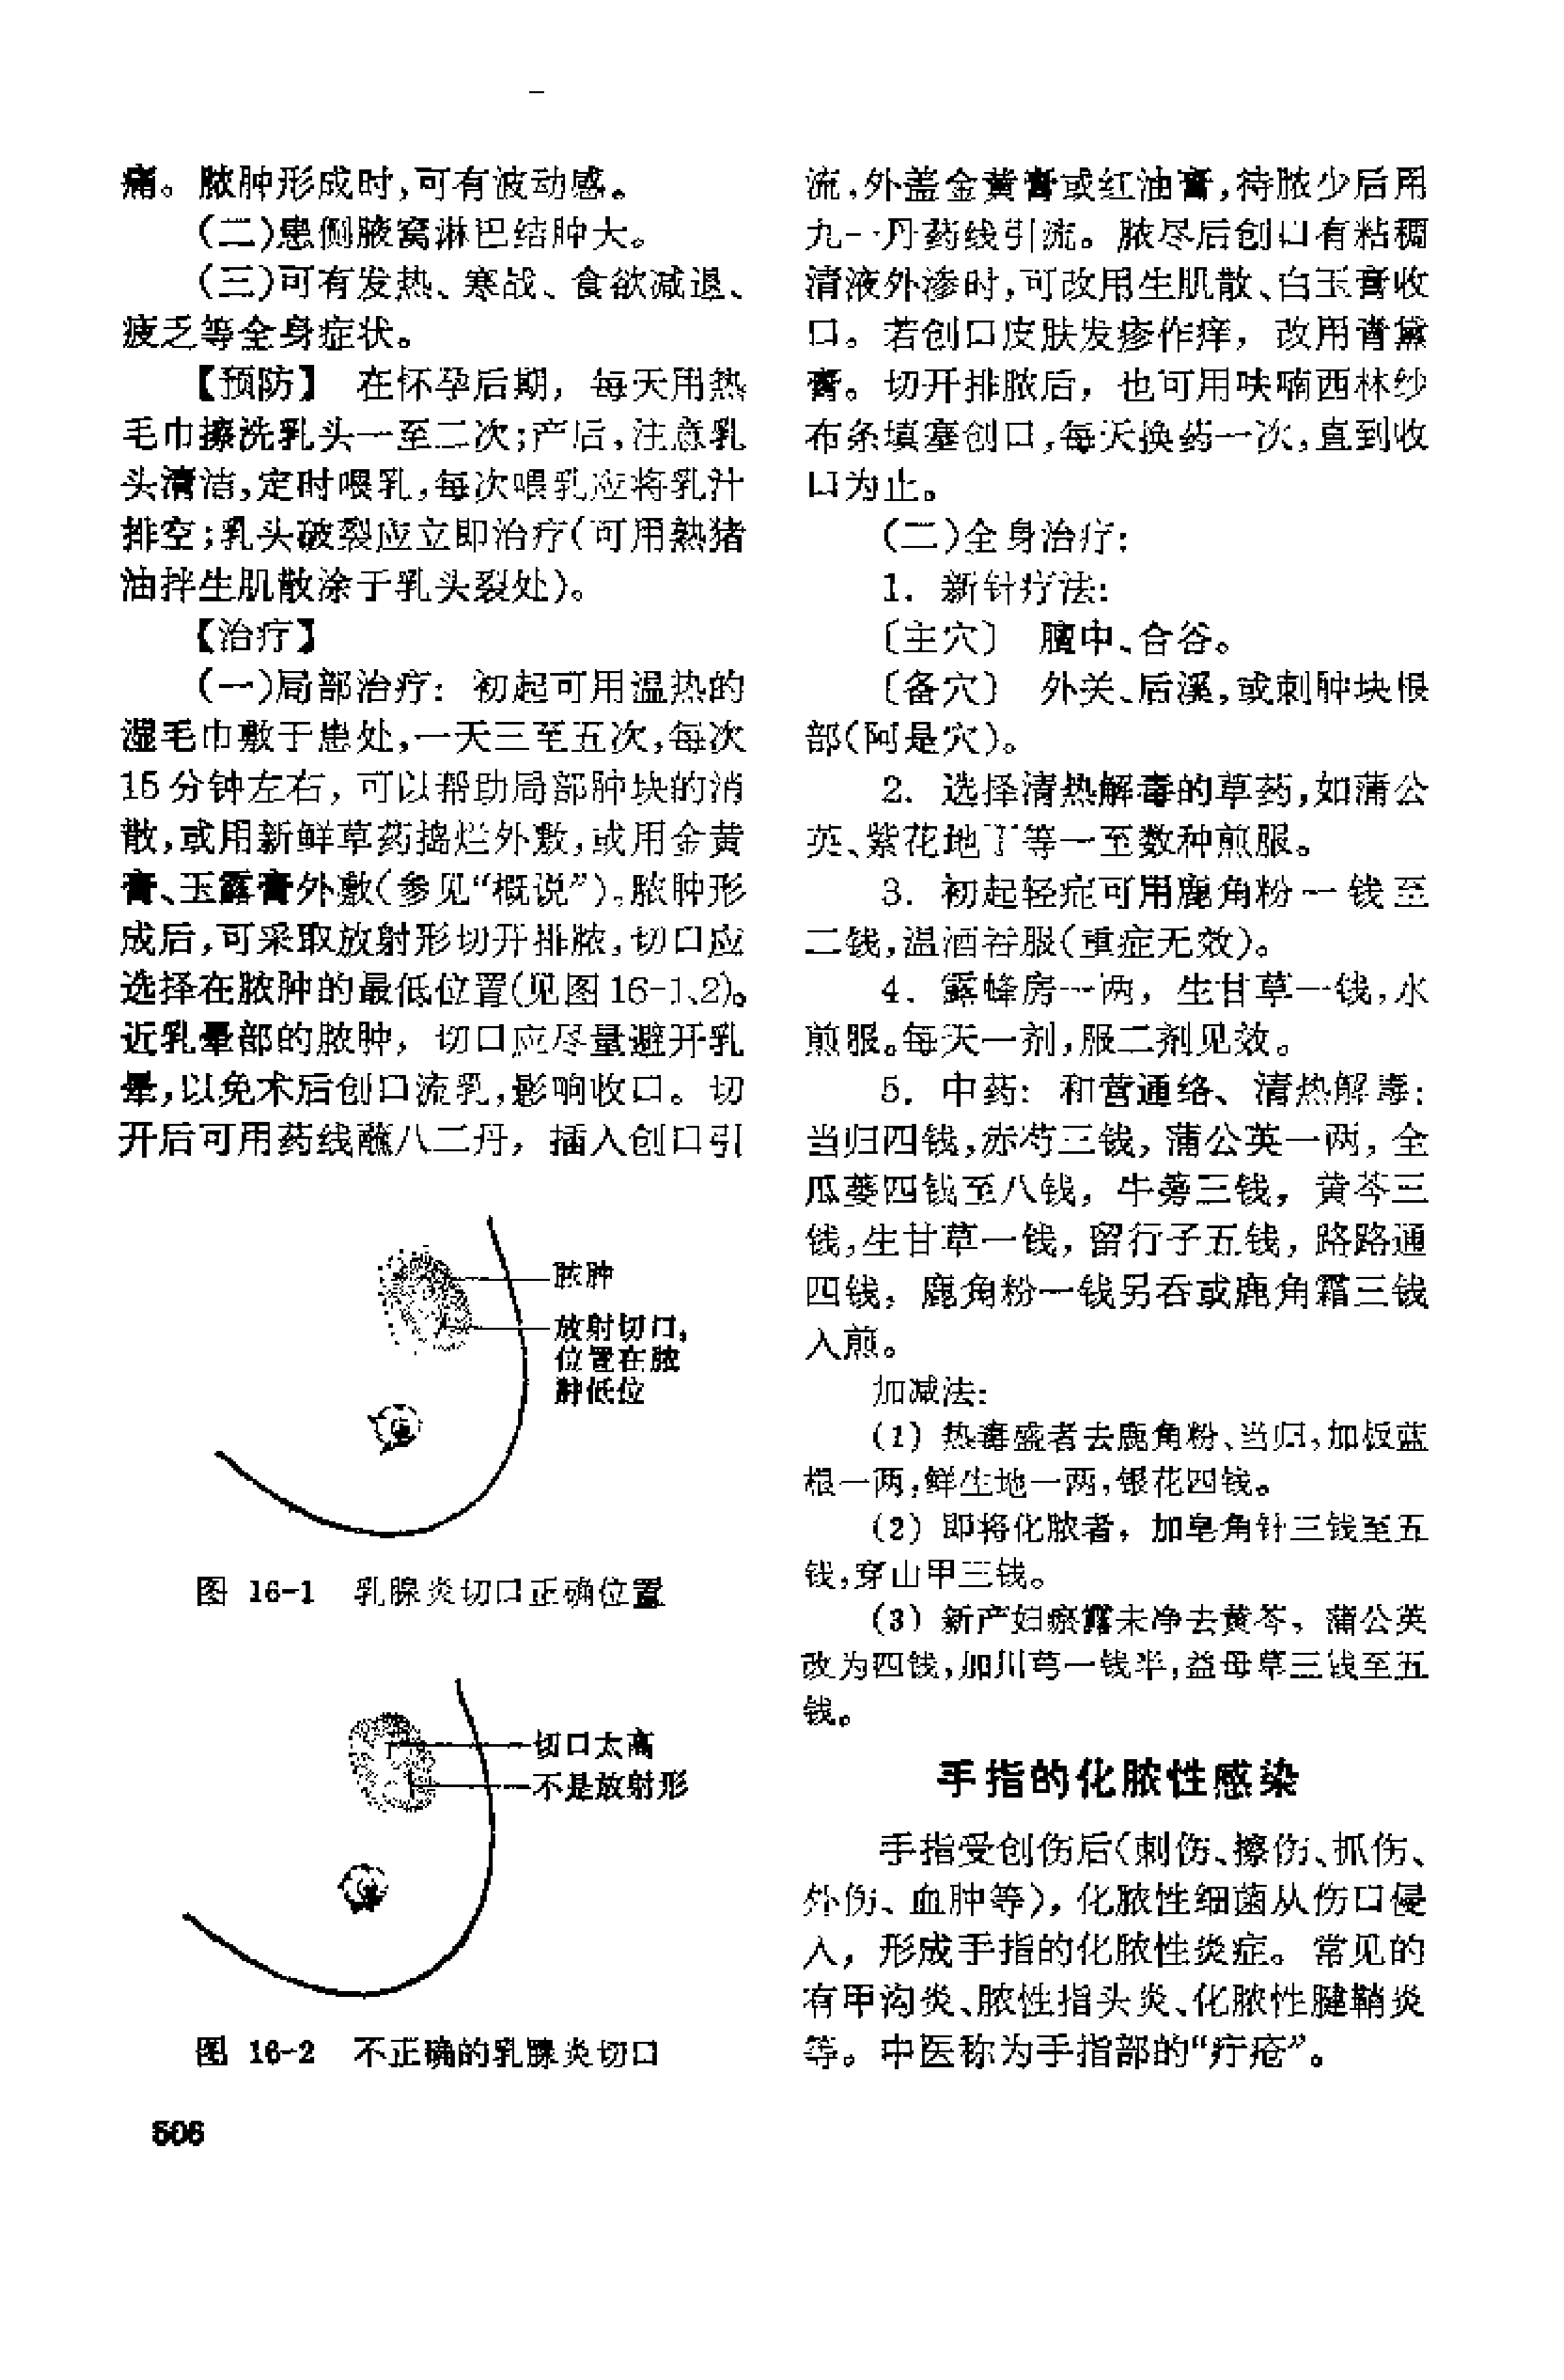 痛。脓肿形成时,可有波动感。
(二)患侧腋窝淋巴结肿大。
(三)可有发热、寒战、食欲减退、
疲乏等全身症状。
【预防】 在怀孕后期，每天用热
毛巾擦洗乳头一至二次;产后,注意乳
头清洁,定时喂乳,每次喂乳应将乳汁
排空;乳头破裂应立即治疗(可用熟猪
油拌生肌散涂于乳头裂处)。
【治疗】
(一)局部治疗：初起可用温热的
湿毛巾敷于患处,一天三至五次,每次
15分钟左右，可以帮助局部肿块的消
散,或用新鲜草药捣烂外敷,或用金黄
膏、玉露膏外敷(参见“概说”)。脓肿形
成后,可采取放射形切开排脓,切口应
选择在脓肿的最低位置(见图16-1、2)。
近乳晕部的脓肿，切口应尽量避开乳
晕,以免术后创口流乳,影响收口。切
开后可用药线蘸八二丹，插入创口引
脓肿
放射切口,
位置在脓
肿低位
图 16-1 乳腺炎切口正确位置
切口太高
不是放射形
图 16-2 不正确的乳腺炎切口
506
流,外盖金黄膏或红油膏,待脓少后用
九一丹药线引流。脓尽后创口有粘稠
清液外渗时,可改用生肌散、白玉膏收
口。若创口皮肤发疹作痒，改用青黛
膏。切开排脓后，也可用呋喃西林纱
布条填塞创口,每天换药一次,直到收
口为止。
(二)全身治疗：
1. 新针疗法：
〔主穴〕 膻中、合谷。
〔备穴〕 外关、后溪,或刺肿块根
部(阿是穴)。
2. 选择清热解毒的草药,如蒲公
英、紫花地丁等一至数种煎服。
3. 初起轻症可用鹿角粉一钱至
二钱,温酒吞服(重症无效)。
4. 露蜂房一两，生甘草一钱,水
煎服。每天一剂,服二剂见效。
5. 中药：和营通络、清热解毒：
当归四钱,赤芍三钱，蒲公英一两，全
瓜蒌四钱至八钱，牛蒡三钱，黄芩三
钱,生甘草一钱，留行子五钱，路路通
四钱，鹿角粉一钱另吞或鹿角霜三钱
入煎。
加减法：
(1) 热毒盛者去鹿角粉、当归,加板蓝
根一两,鲜生地一两,银花四钱。
(2) 即将化脓者，加皂角针三钱至五
钱,穿山甲三钱。
(3) 新产妇瘀露未净去黄芩，蒲公英
改为四钱,加川芎一钱半,益母草三钱至五
钱。
手指的化脓性感染
手指受创伤后(刺伤、擦伤、抓伤、
外伤、血肿等)，化脓性细菌从伤口侵
入，形成手指的化脓性炎症。常见的
有甲沟炎、脓性指头炎、化脓性腱鞘炎
等。中医称为手指部的“疔疮”。